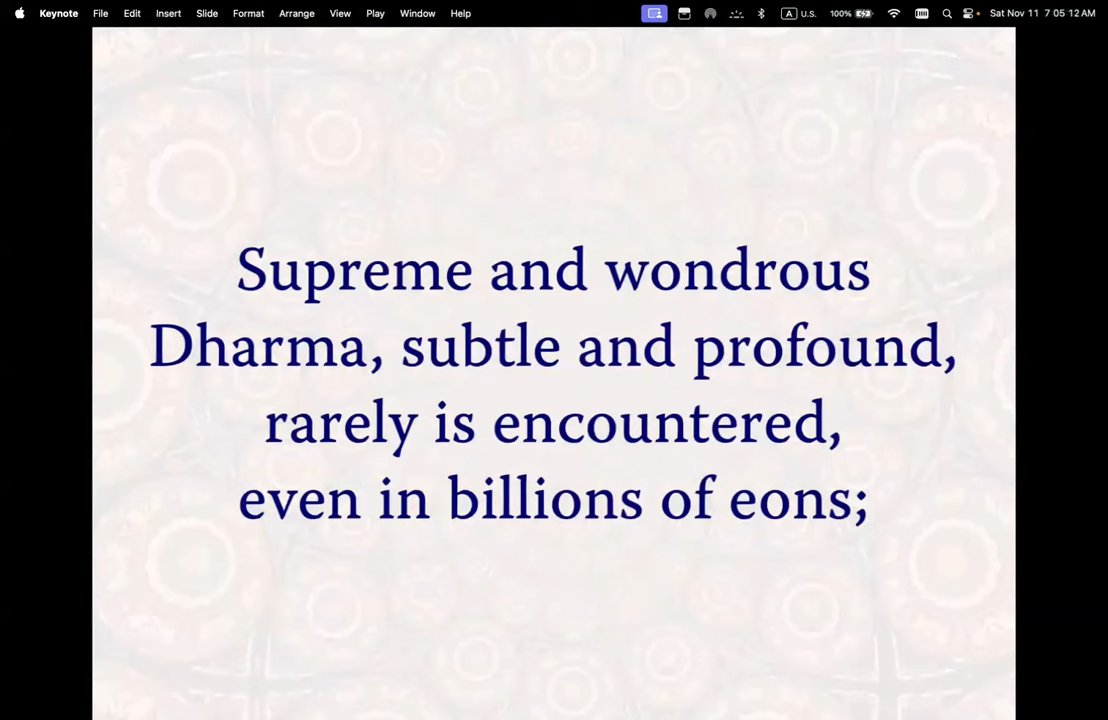 Keynote File Edit Insert Slide Format Arrange View Play Window Help A U.S. 100% Sat Nov 11 7 05 12 AM
Supreme and wondrous
Dharma, subtle and profound,
rarely is encountered,
even in billions of eons;